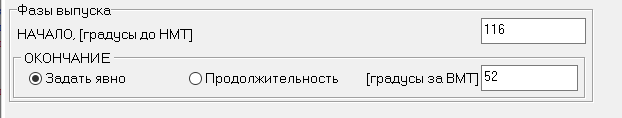 Фазы выпуска
НАЧАЛО, [градусы до НМТ] 116
ОКОНЧАНИЕ
Задать явно Продолжительность [градусы за ВМТ] 52